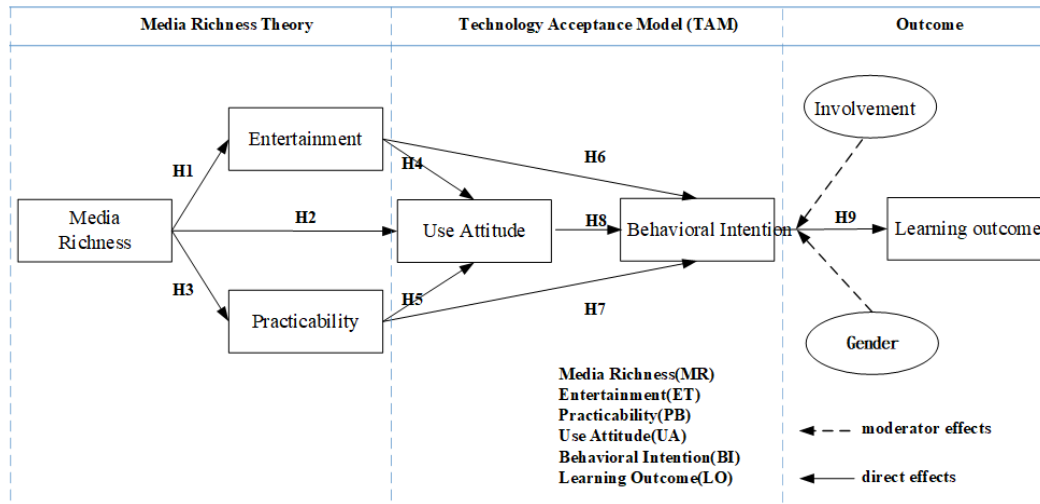 Media Richness Theory
Technology Acceptance Model (TAM)
Outcome
Involvement
Entertainment
H4
H6
H1
Media
Richness
H2
Use Attitude
H8
Behavioral Intention
H9
Learning outcome
H3
H5
H7
Practicability
Gender
Media Richness(MR)
Entertainment(ET)
Practicability(PB)
Use Attitude(UA)
Behavioral Intention(BI)
Learning Outcome(LO)
moderator effects
direct effects